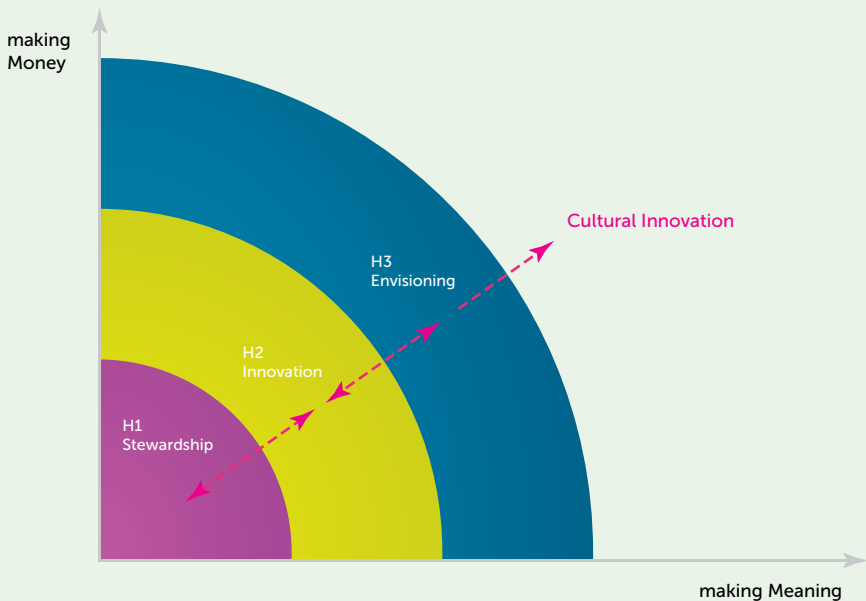 making
Money
Cultural Innovation
H3
Envisioning
H2
Innovation
H1
Stewardship
making Meaning